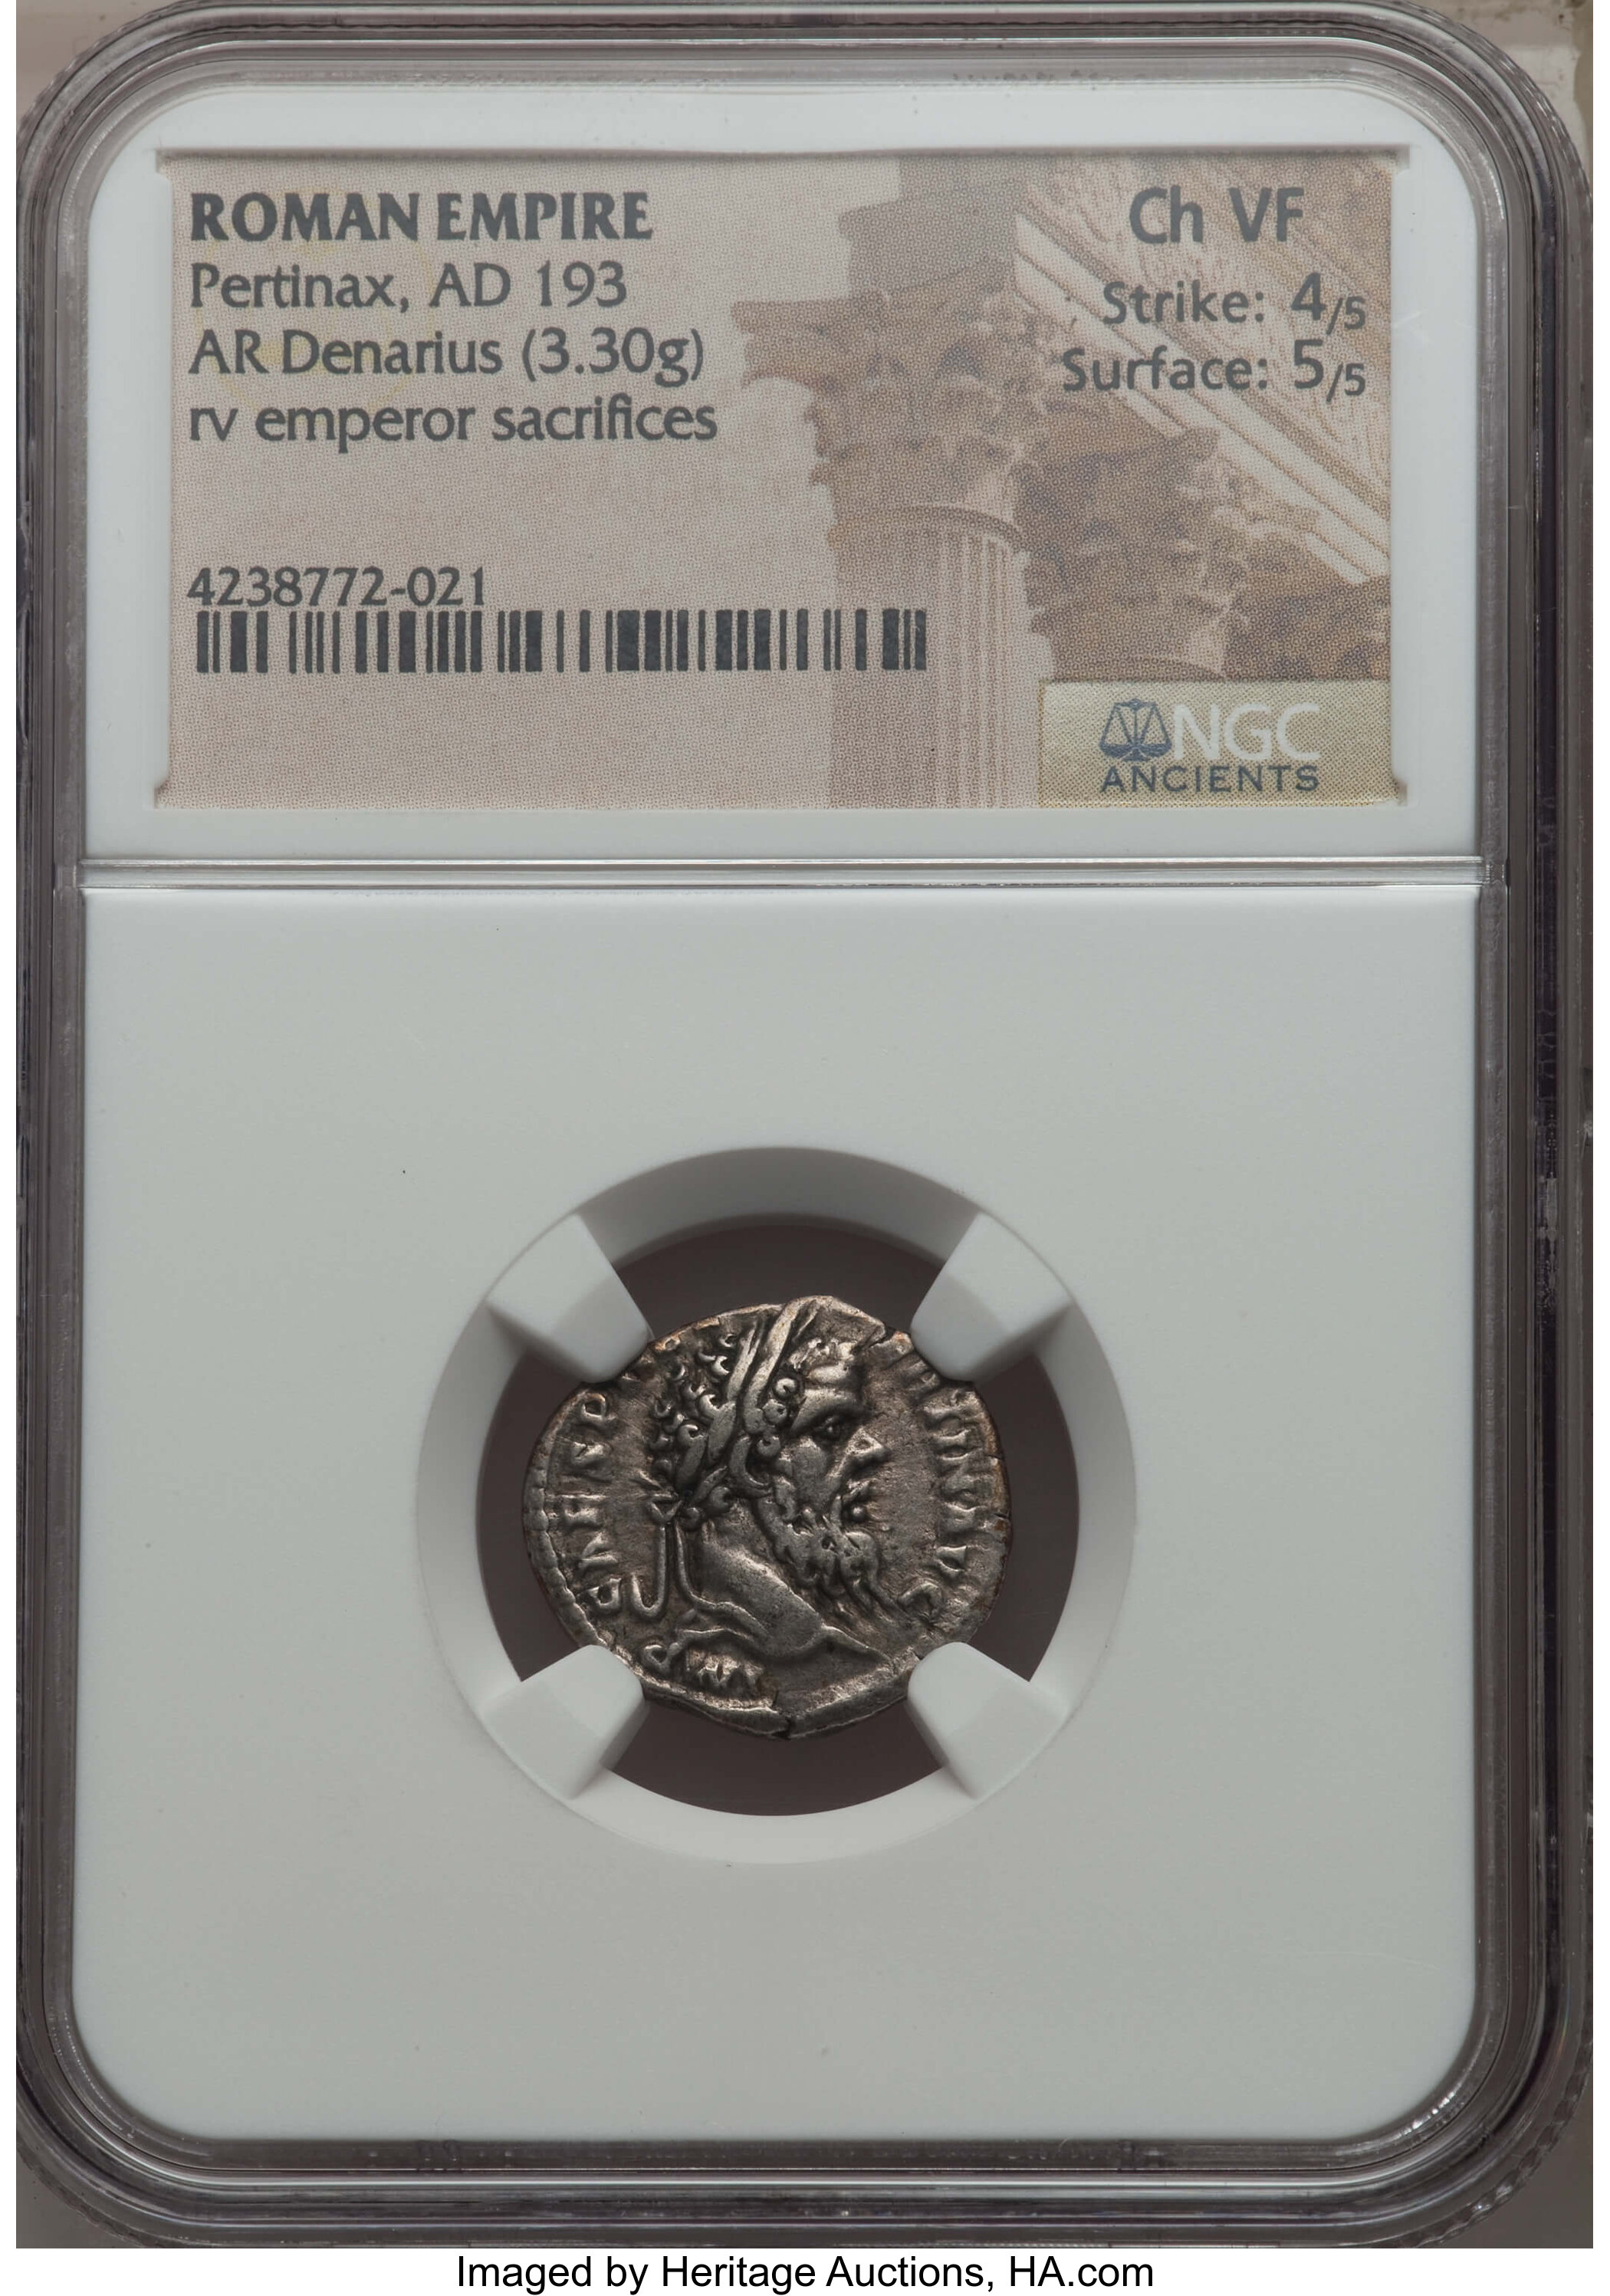 ROMAN EMPIRE
Pertinax, AD 193
AR Denarius (3.30g)
rv emperor sacrifices
Ch VF
Strike: 4/5
Surface: 5/5
4238772-021
NGC
ANCIENTS
Imaged by Heritage Auctions, HA.com